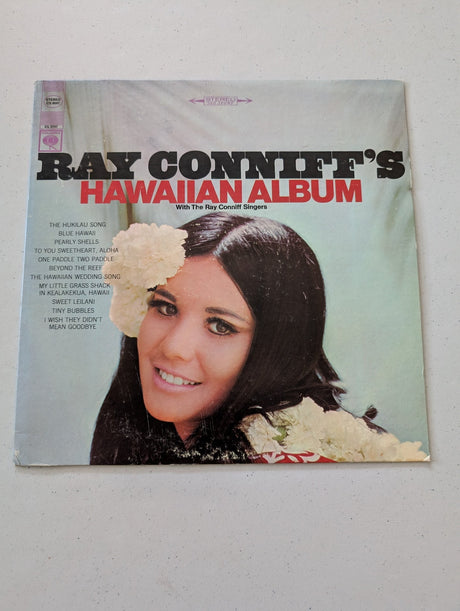 STEREO
RAY CONNIFF'S
HAWAIIAN ALBUM
With The Ray Conniff Singers
THE HUKILAU SONG
BLUE HAWAII
PEARLY SHELLS
TO YOU SWEETHEART, ALOHA
ONE PADDLE TWO PADDLE
BEYOND THE REEF
THE HAWAIIAN WEDDING SONG
MY LITTLE GRASS SHACK
IN KEALAKEKUA, HAWAII
SWEET LEILANI
TINY BUBBLES
I WISH THEY DIDN'T
MEAN GOODBYE